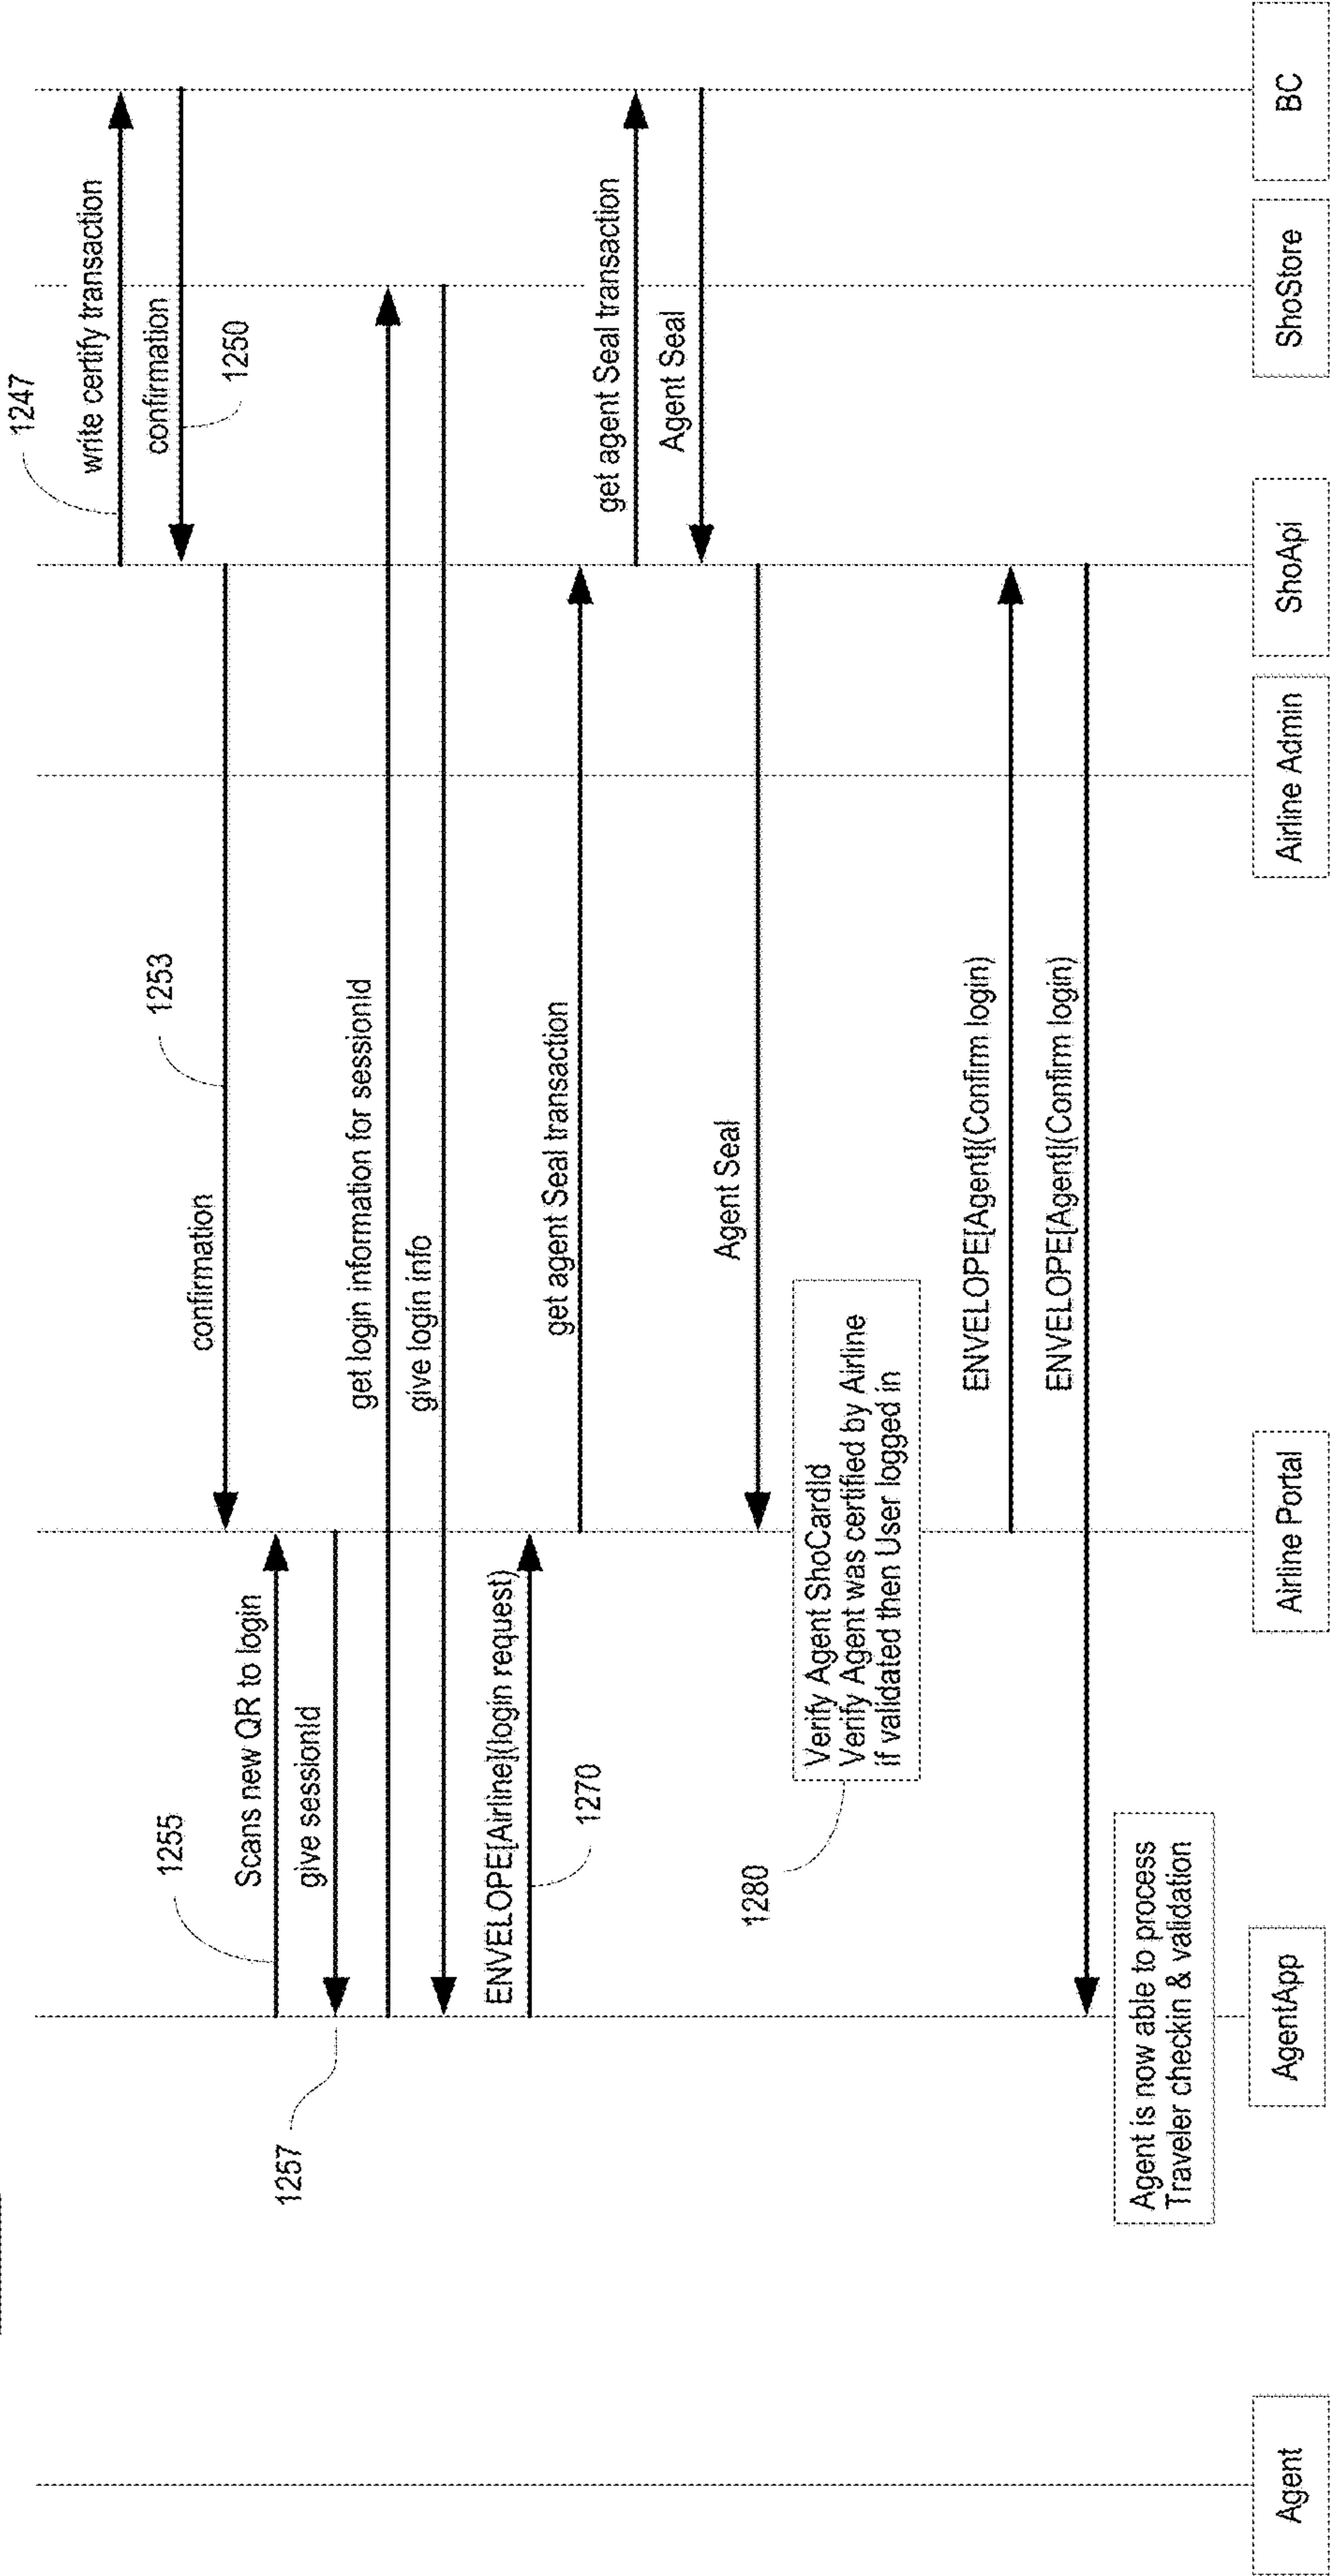 1247
write certify transaction
confirmation
1250
1253
confirmation
1255
Scans new QR to login
give sessionId
1257
get login information for sessionId
give login info
ENVELOPE[Airline](login request)
1270
get agent Seal transaction
get agent Seal transaction
Agent Seal
Agent Seal
1280
Verify Agent ShoCardId
Verify Agent was certified by Airline
if validated then User logged in
ENVELOPE[Agent](Confirm login)
ENVELOPE[Agent](Confirm login)
Agent is now able to process
Traveler checkin & validation
Agent
AgentApp
Airline Portal
Airline Admin
ShoApi
ShoStore
BC